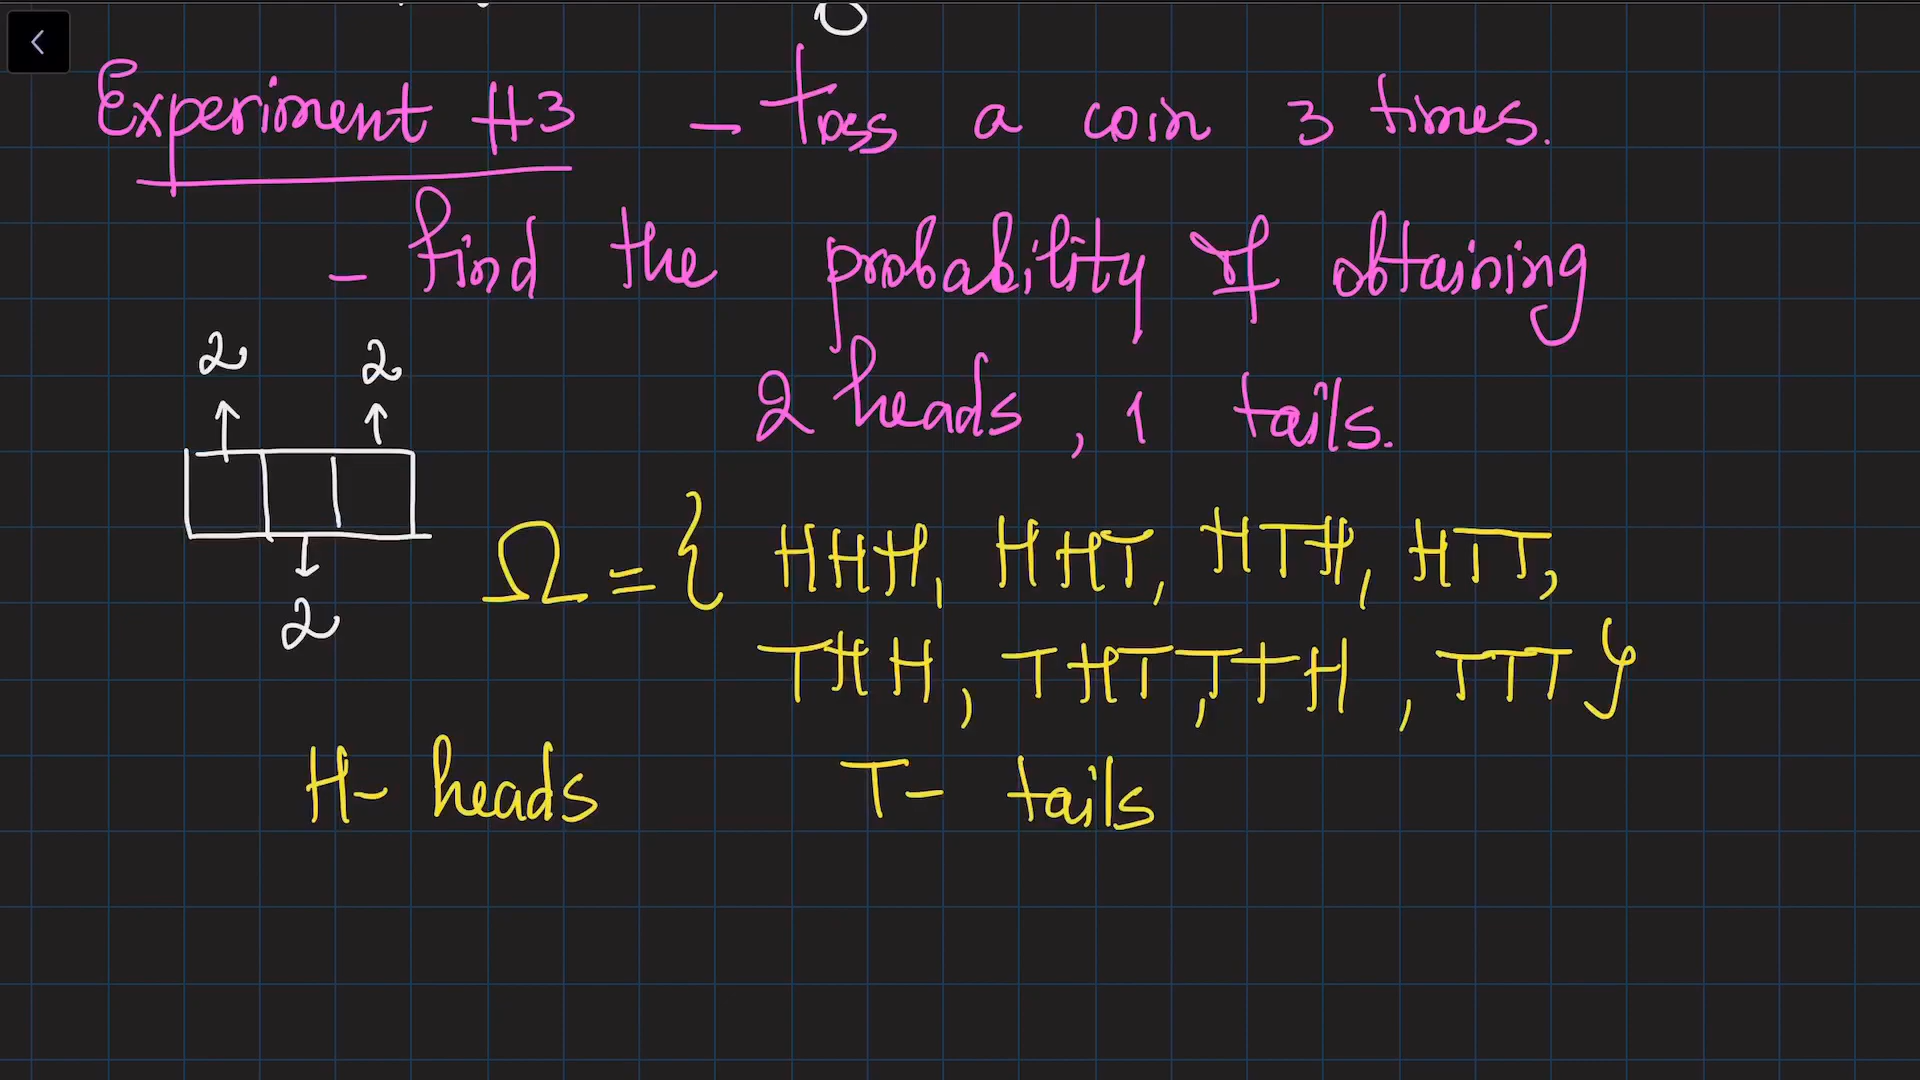 Experiment #3 - Toss a coin 3 times.
- find the probability of obtaining
2 heads, 1 tails.
2 2
2
Ω = { HHH, HHT, HTH, HTT,
THH, THT, TTH, TTT }
H- heads T- tails